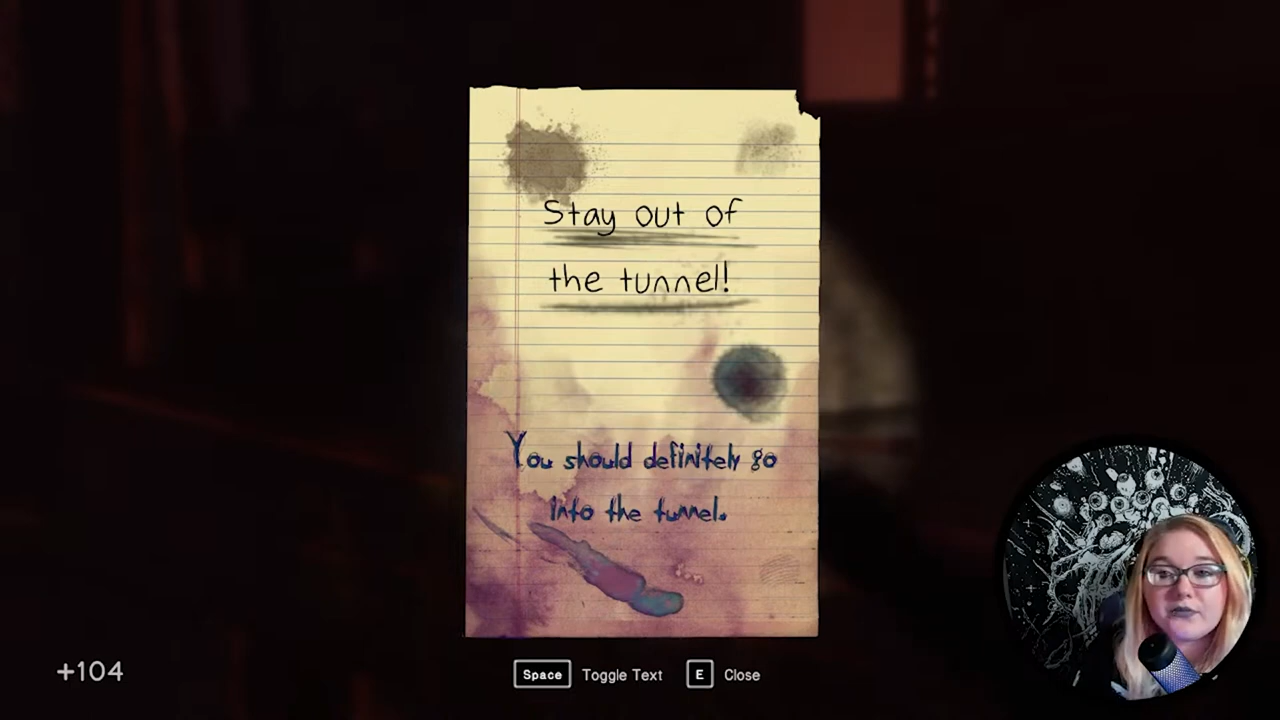 Stay out of
the tunnel!
You should definitely go
into the tunnel.
+104
Space Toggle Text E Close